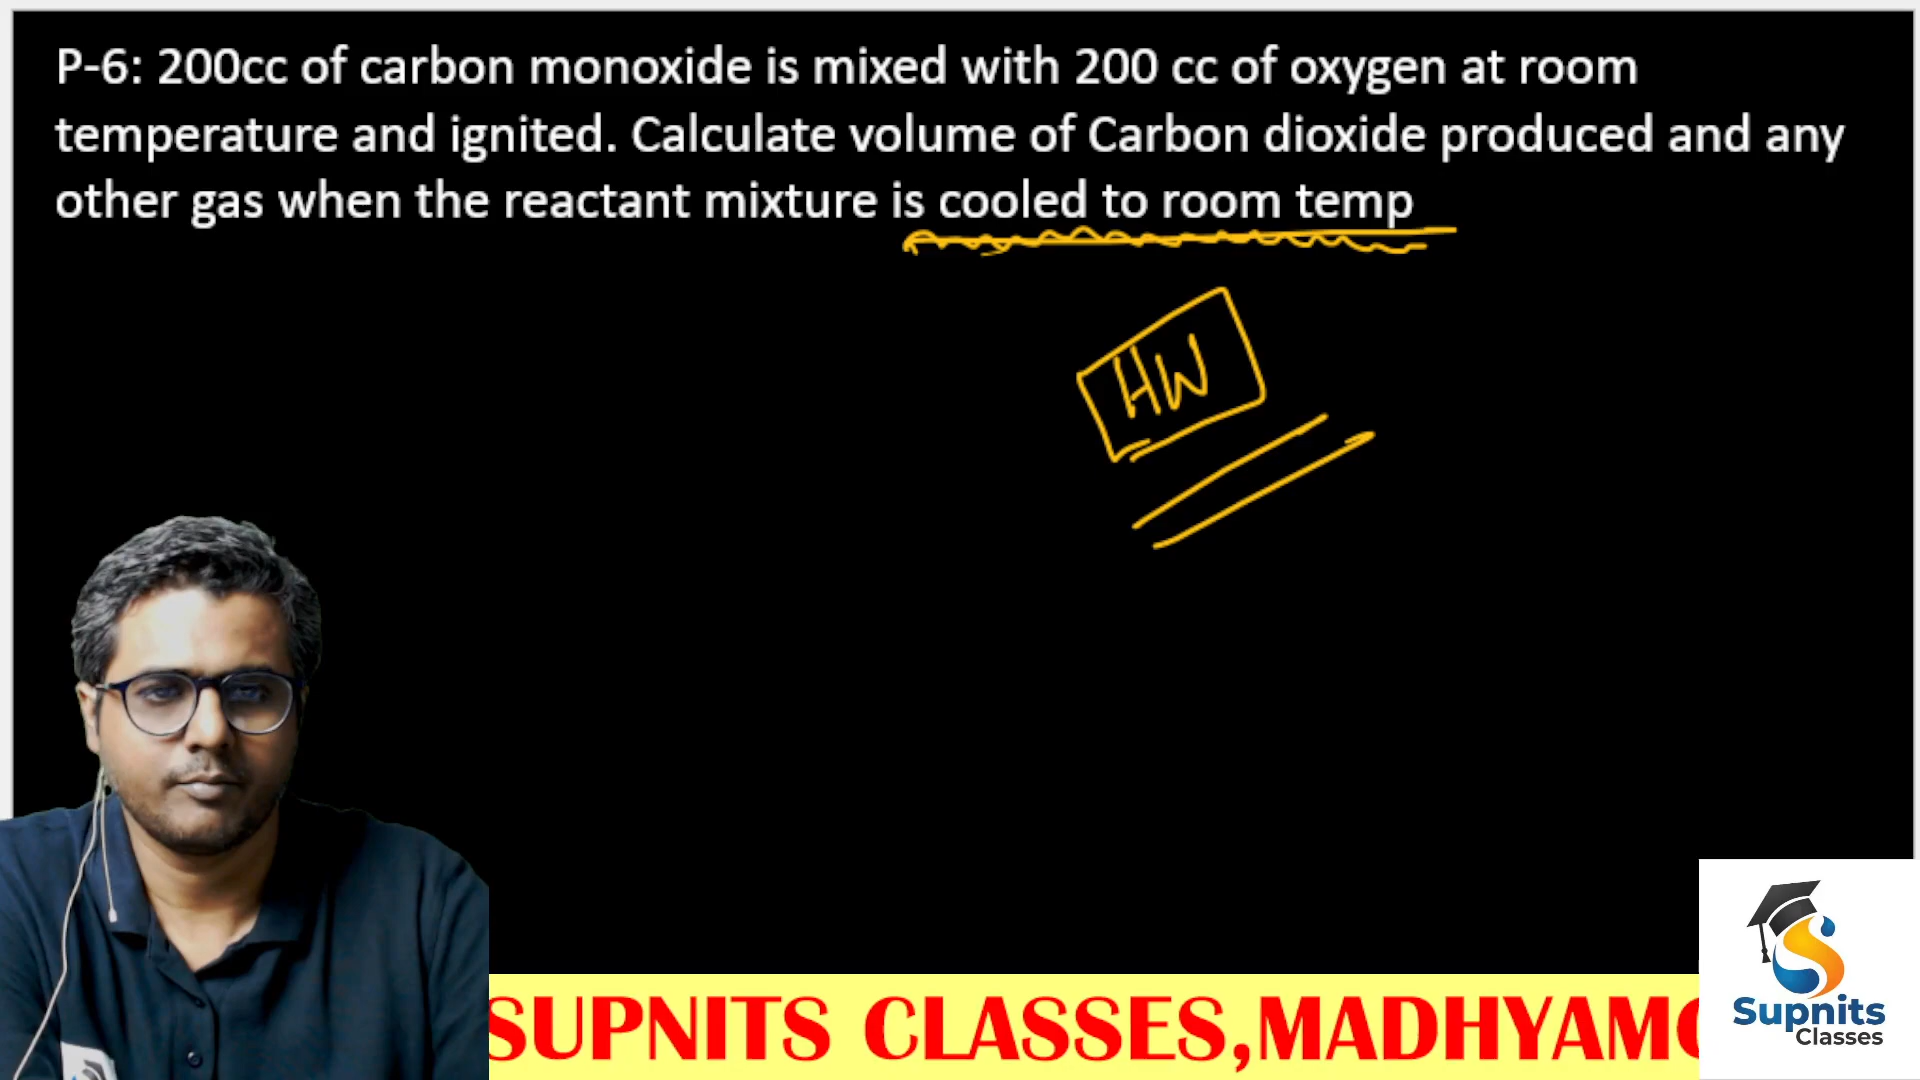 P-6: 200cc of carbon monoxide is mixed with 200 cc of oxygen at room
temperature and ignited. Calculate volume of Carbon dioxide produced and any
other gas when the reactant mixture is cooled to room temp
HW
SUPNITS CLASSES,MADHYAM
Supnits
Classes